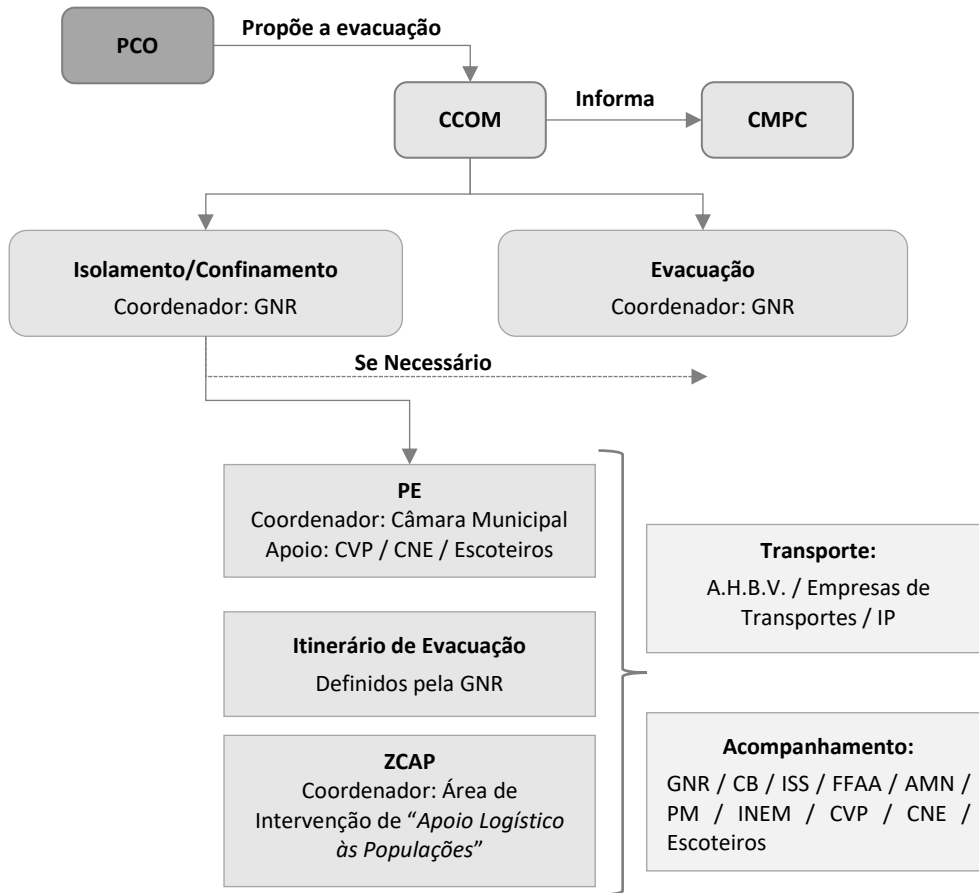 Propõe a evacuação
PCO
CCOM
Informa
CMPC
Isolamento/Confinamento
Coordenador: GNR
Evacuação
Coordenador: GNR
Se Necessário
PE
Coordenador: Câmara Municipal
Apoio: CVP / CNE / Escoteiros
Itinerário de Evacuação
Definidos pela GNR
ZCAP
Coordenador: Área de
Intervenção de “Apoio Logístico
às Populações”
Transporte:
A.H.B.V. / Empresas de
Transportes / IP
Acompanhamento:
GNR / CB / ISS / FFAA / AMN /
PM / INEM / CVP / CNE /
Escoteiros